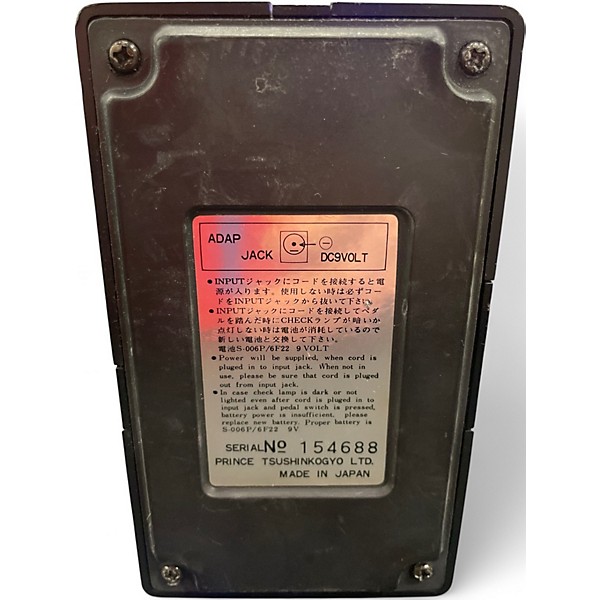 ADAP
JACK ⊖ DC9VOLT
●INPUTジャックにコードを接続すると電
源が入ります。使用しない時は必ずコー
ドをINPUTジャックから抜いて下さい。
●INPUTジャックにコードを接続してペダ
ルを踏んだ時にCHECKランプが暗いか
点灯しない時は電池が消耗しているので
新しい電池と交換して下さい。
電池S-006P/6F22 9VOLT
●Power will be supplied, when cord is
pluged in to input jack. When not in
use, please be sure that cord is pluged
out from input jack.
●In case check lamp is dark or not
lighted even after cord is pluged in to
input jack and pedal switch is pressed,
battery power is insufficient, please
replace new battery. Proper battery is
S-006P/6F22 9V
SERIAL No 154688
PRINCE TSUSHINKOGYO LTD.
MADE IN JAPAN